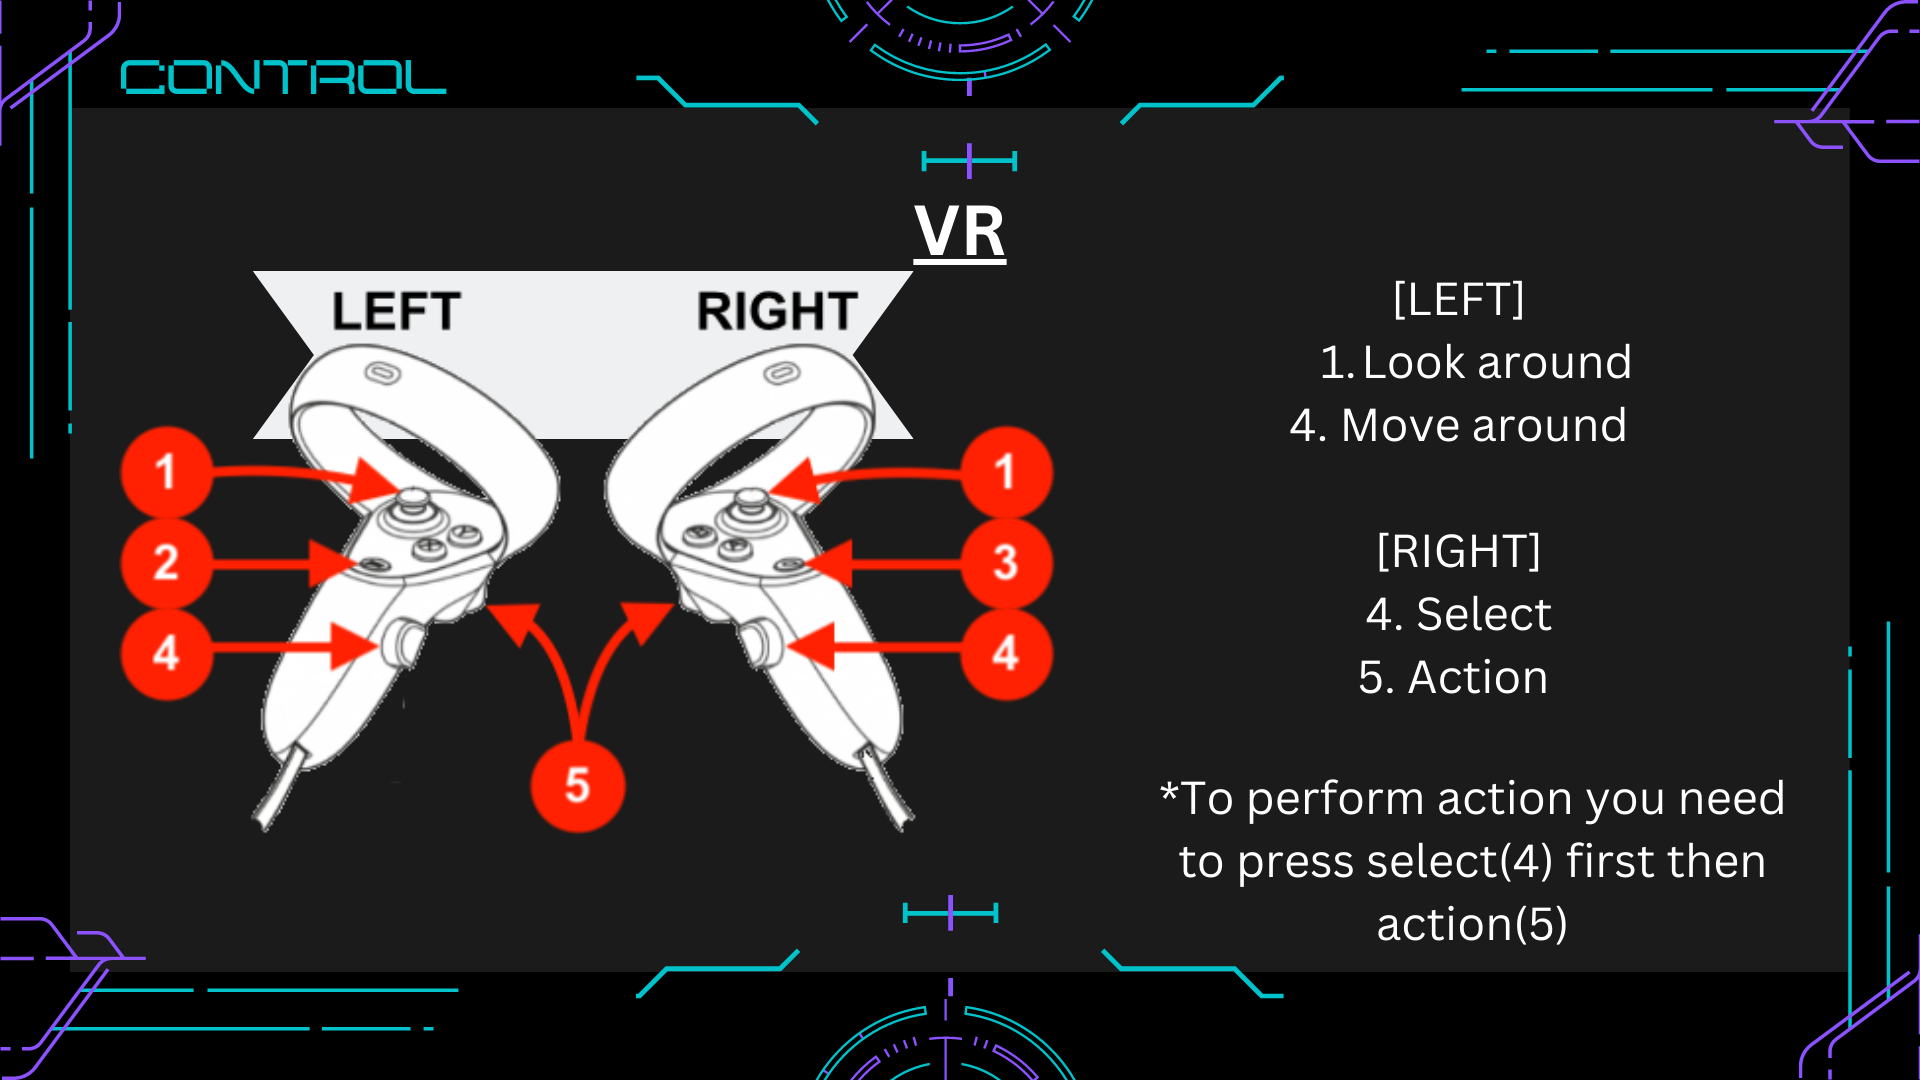 CONTROL
VR
LEFT RIGHT
1 1
2 3
4 4
5
[LEFT]
1. Look around
4. Move around
[RIGHT]
4. Select
5. Action
*To perform action you need
to press select(4) first then
action(5)